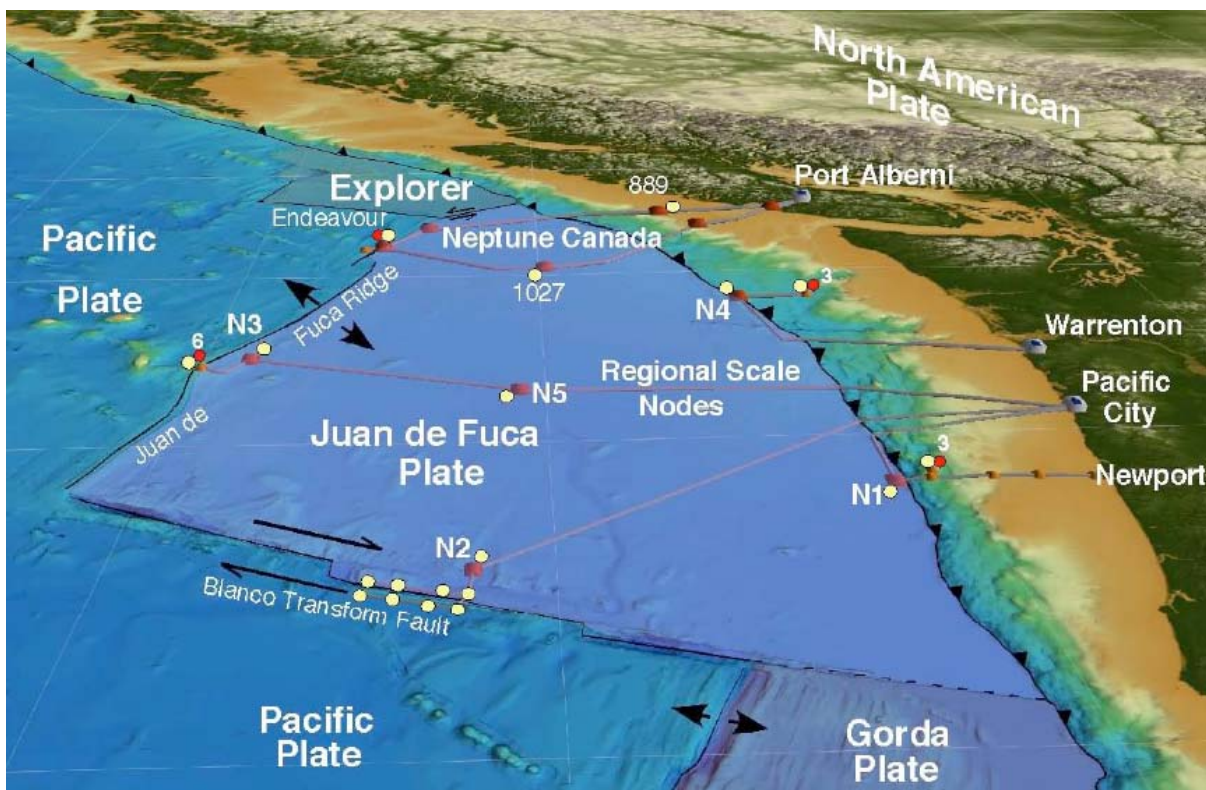 North American
Plate
Port Alberni
889
Explorer
Endeavour
Neptune Canada
Pacific
Plate
1027
3
N4
Fuca Ridge
N3
6
Warrenton
Regional Scale
Nodes
N5
Pacific
City
Juan de
Juan de Fuca
Plate
3
Newport
N1
N2
Blanco Transform Fault
Pacific
Plate
Gorda
Plate